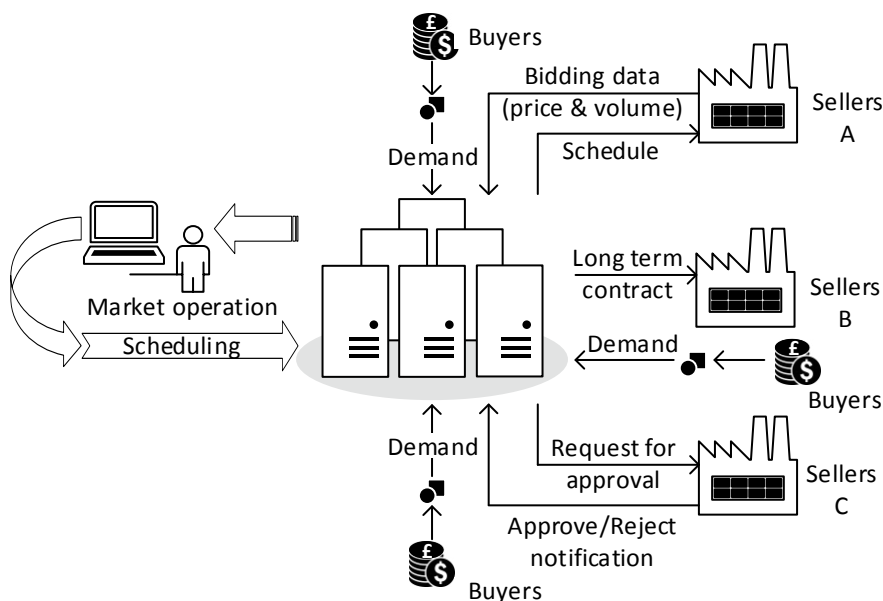 Buyers
Bidding data
(price & volume)
Sellers
A
Demand
Schedule
Long term
contract
Sellers
B
Market operation
Scheduling
Demand
Buyers
Demand
Request for
approval
Sellers
C
Approve/Reject
notification
Buyers